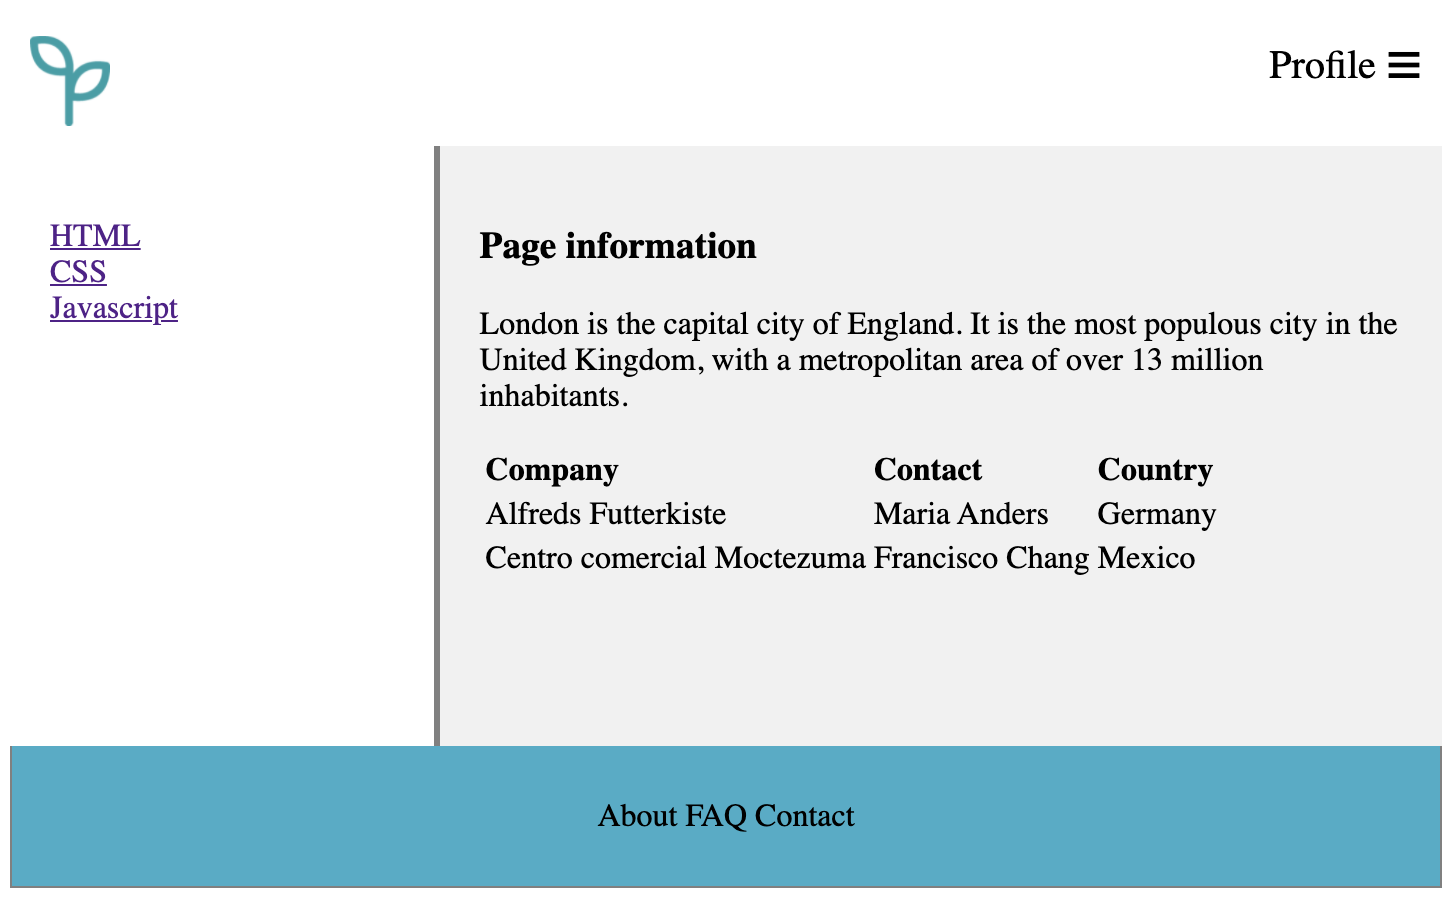 Profile
HTML
CSS
Javascript
Page information
London is the capital city of England. It is the most populous city in the
United Kingdom, with a metropolitan area of over 13 million
inhabitants.
Company Contact Country
Alfreds Futterkiste Maria Anders Germany
Centro comercial Moctezuma Francisco Chang Mexico
About FAQ Contact